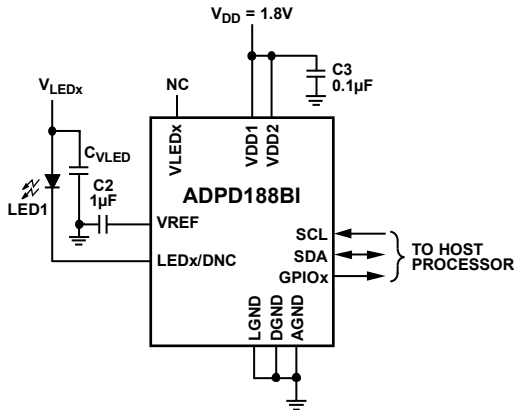 VDD = 1.8V
C3
0.1µF
NC
VLEDx
CVLED
C2
1µF
LED1
VLEDx
VDD1
VDD2
ADPD188BI
VREF
LEDx/DNC
SCL
SDA
GPIOx
TO HOST
PROCESSOR
LGND
DGND
AGND